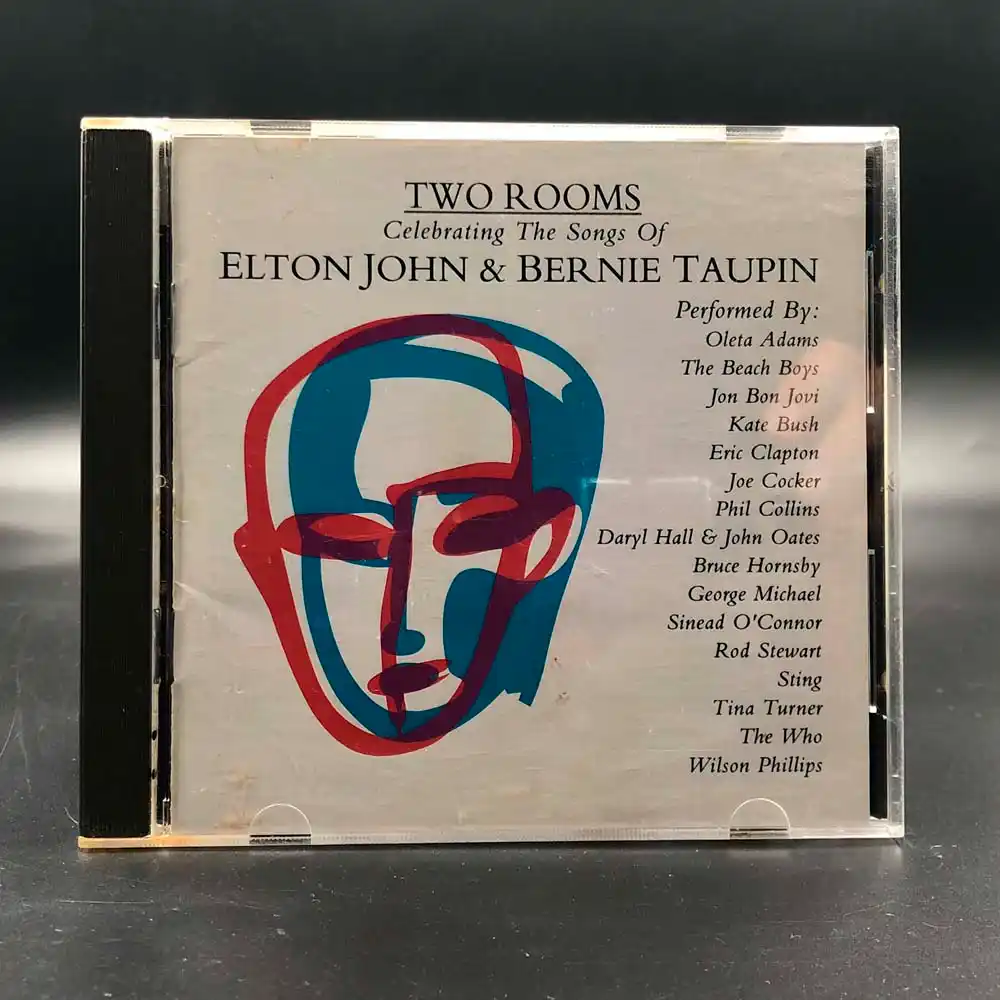 TWO ROOMS
Celebrating The Songs Of
ELTON JOHN & BERNIE TAUPIN
Performed By:
Oleta Adams
The Beach Boys
Jon Bon Jovi
Kate Bush
Eric Clapton
Joe Cocker
Phil Collins
Daryl Hall & John Oates
Bruce Hornsby
George Michael
Sinead O'Connor
Rod Stewart
Sting
Tina Turner
The Who
Wilson Phillips